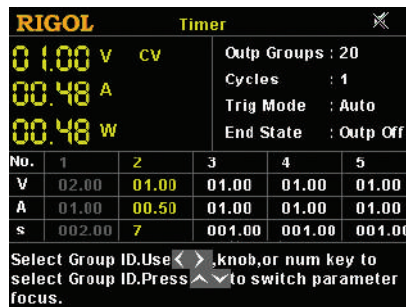 RIGOL Timer
01.00 V CV
00.48 A
00.48 W
Outp Groups : 20
Cycles : 1
Trig Mode : Auto
End State : Outp Off
No. 1 2 3 4 5
V 02.00 01.00 01.00 01.00 01.00
A 01.00 00.50 01.00 01.00 01.00
s 002.00 7 001.00 001.00 001.0
Select Group ID.Use < > ,knob,or num key to
select Group ID.Press ∧ ∨ to switch parameter
focus.